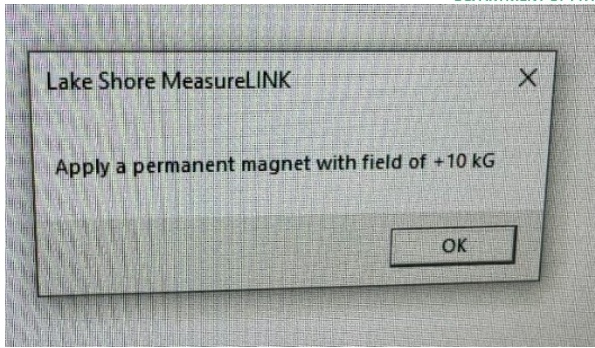 Lake Shore MeasureLINK
Apply a permanent magnet with field of +10 kG
OK